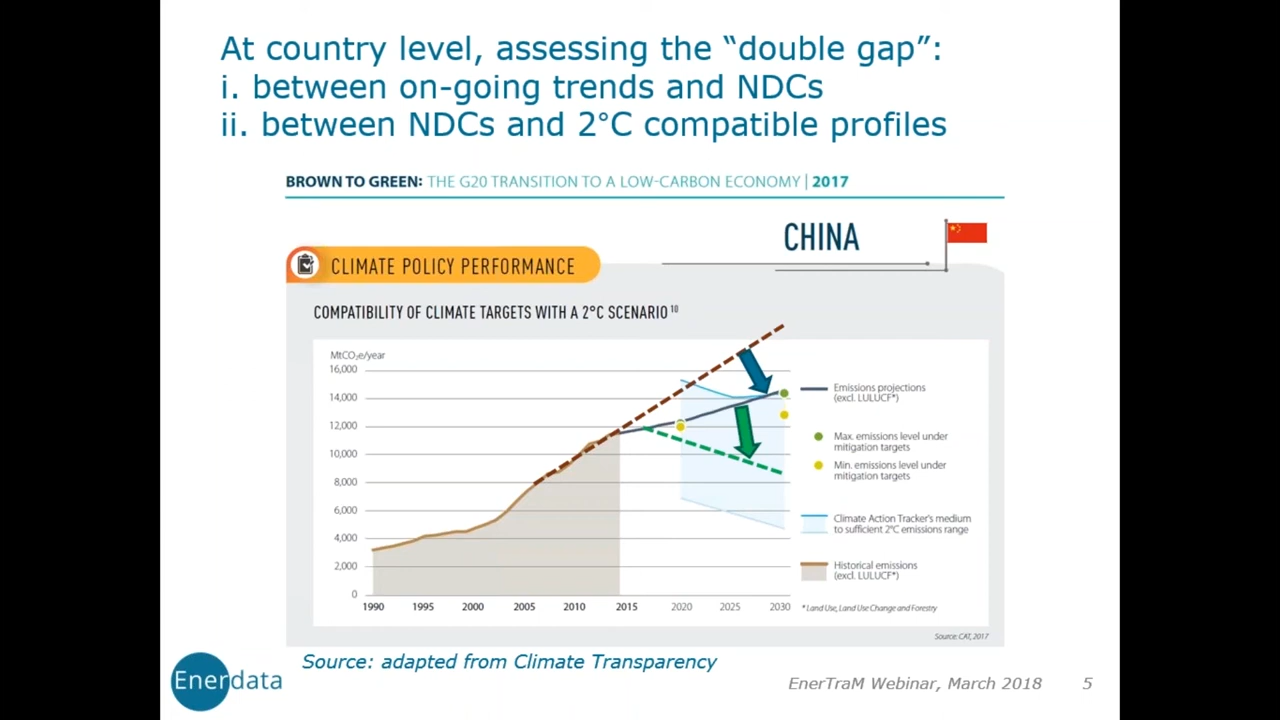 At country level, assessing the “double gap”:
i. between on-going trends and NDCs
ii. between NDCs and 2°C compatible profiles
BROWN TO GREEN: THE G20 TRANSITION TO A LOW-CARBON ECONOMY | 2017
CHINA
CLIMATE POLICY PERFORMANCE
COMPATIBILITY OF CLIMATE TARGETS WITH A 2°C SCENARIO¹⁰
MtCO₂e/year
16,000
14,000
12,000
10,000
8,000
6,000
4,000
2,000
0
1990 1995 2000 2005 2010 2015 2020 2025 2030
Emissions projections
(excl. LULUCF*)
Max. emissions level under
mitigation targets
Min. emissions level under
mitigation targets
Climate Action Tracker's medium
to sufficient 2°C emissions range
Historical emissions
(excl. LULUCF*)
* Land Use, Land Use Change and Forestry
Source: CAT, 2017
Source: adapted from Climate Transparency
Enerdata
EnerTraM Webinar, March 2018 5